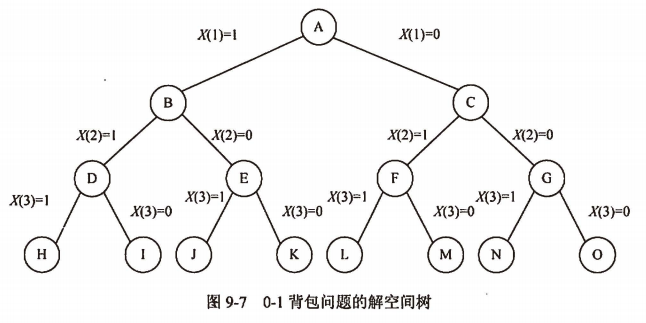 A
X(1)=1
X(1)=0
B
C
X(2)=1
X(2)=0
X(2)=1
X(2)=0
D
E
F
G
X(3)=1
X(3)=0
X(3)=1
X(3)=0
X(3)=1
X(3)=0
X(3)=1
X(3)=0
H
I
J
K
L
M
N
O
图 9-7 0-1 背包问题的解空间树